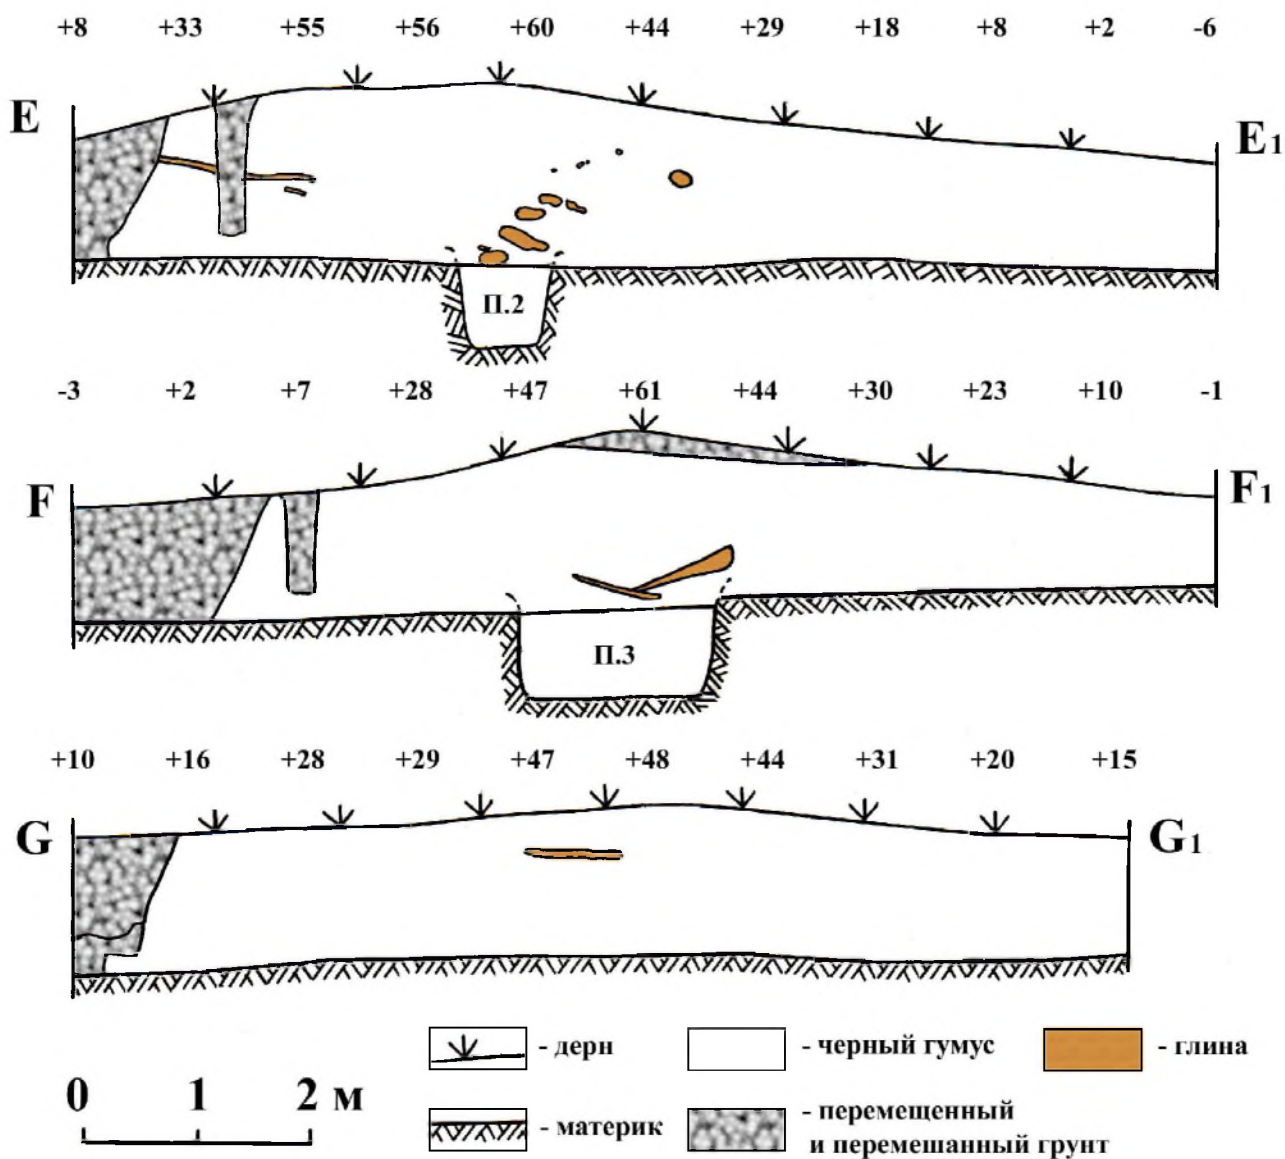 +8 +33 +55 +56 +60 +44 +29 +18 +8 +2 -6
E E1
П.2
-3 +2 +7 +28 +47 +61 +44 +30 +23 +10 -1
F F1
П.3
+10 +16 +28 +29 +47 +48 +44 +31 +20 +15
G G1
- дерн - черный гумус - глина
0 1 2 м
- материк - перемещенный
и перемешанный грунт